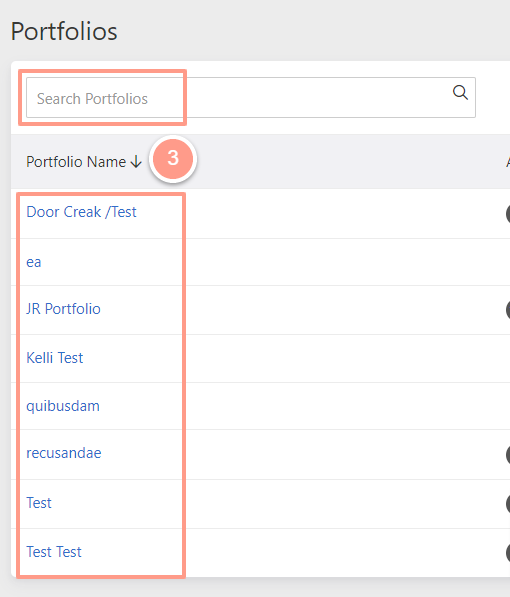 Portfolios
Search Portfolios
Portfolio Name ↓
3
Door Creak /Test
ea
JR Portfolio
Kelli Test
quibusdam
recusandae
Test
Test Test